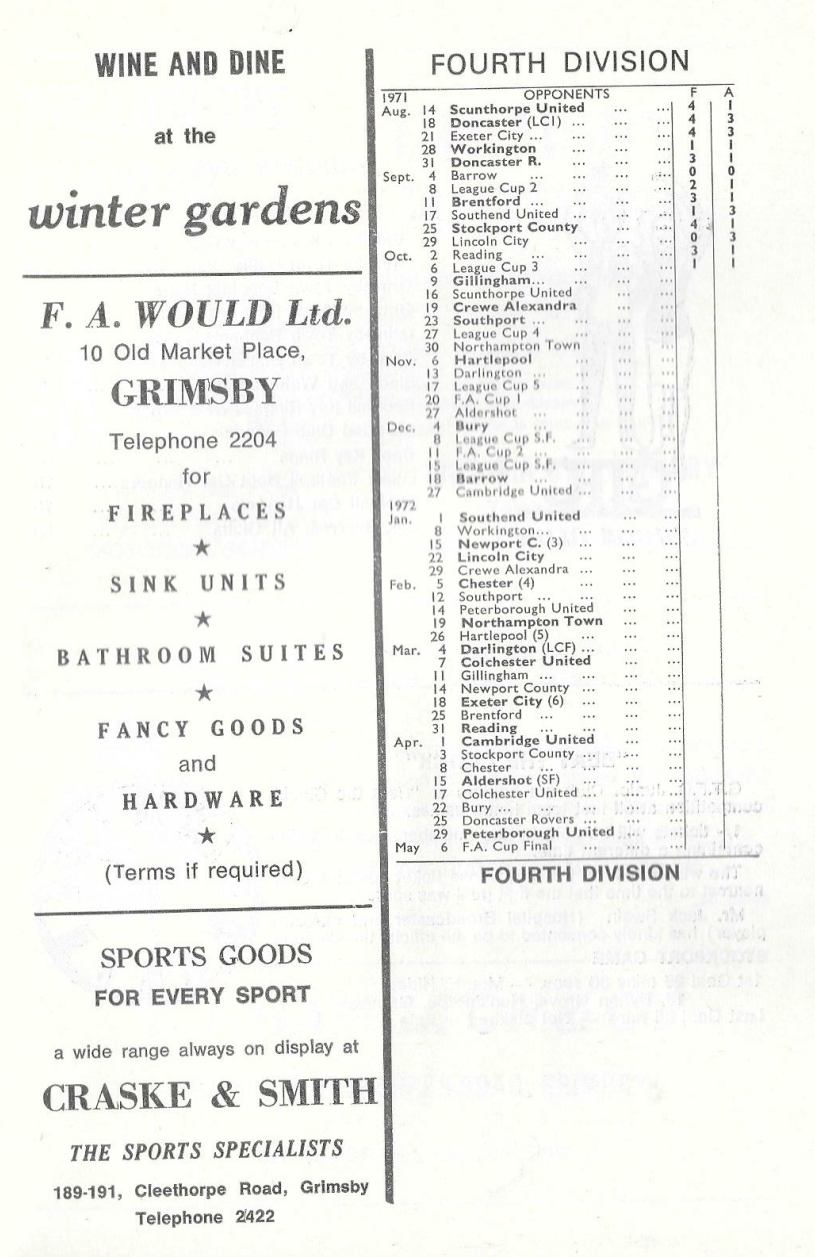 WINE AND DINE
at the
winter gardens
F. A. WOULD Ltd.
10 Old Market Place,
GRIMSBY
Telephone 2204
for
FIREPLACES
★
SINK UNITS
★
BATHROOM SUITES
★
FANCY GOODS
and
HARDWARE
★
(Terms if required)
SPORTS GOODS
FOR EVERY SPORT
a wide range always on display at
CRASKE & SMITH
THE SPORTS SPECIALISTS
189-191, Cleethorpe Road, Grimsby
Telephone 2422
FOURTH DIVISION
1971 OPPONENTS F A
Aug. 14 Scunthorpe United ... ... 4 1
18 Doncaster (LC1) ... ... ... 4 3
21 Exeter City ... ... ... 4 3
28 Workington ... ... ... 1 1
31 Doncaster R. ... ... ... 3 1
Sept. 4 Barrow ... ... ... ... 0 0
8 League Cup 2 ... ... ... 2 1
11 Brentford ... ... ... ... 3 1
17 Southend United ... ... ... 1 3
25 Stockport County ... ... 4 1
29 Lincoln City ... ... ... 0 3
Oct. 2 Reading ... ... ... ... 3 1
6 League Cup 3 ... ... ... 1 1
9 Gillingham... ... ... ...
16 Scunthorpe United ... ...
19 Crewe Alexandra ... ...
23 Southport ... ... ... ...
27 League Cup 4 ... ... ...
30 Northampton Town ... ...
Nov. 6 Hartlepool ... ... ...
13 Darlington ... ... ... ...
17 League Cup 5 ... ... ...
20 F.A. Cup 1 ... ... ...
27 Aldershot ... ... ... ...
Dec. 4 Bury ... ... ... ...
8 League Cup S.F. ... ... ...
11 F.A. Cup 2 ... ... ... ...
15 League Cup S.F. ... ... ...
18 Barrow ... ... ... ...
27 Cambridge United ... ... ...
1972
Jan. 1 Southend United ... ...
8 Workington... ... ... ...
15 Newport C. (3) ... ... ...
22 Lincoln City ... ... ...
29 Crewe Alexandra ... ... ...
Feb. 5 Chester (4) ... ... ...
12 Southport ... ... ... ...
14 Peterborough United ... ...
19 Northampton Town ... ...
26 Hartlepool (5) ... ... ...
Mar. 4 Darlington (LCF) ... ... ...
7 Colchester United ... ...
11 Gillingham ... ... ... ...
14 Newport County ... ... ...
18 Exeter City (6) ... ... ...
25 Brentford ... ... ... ...
31 Reading ... ... ... ...
Apr. 1 Cambridge United ... ...
3 Stockport County ... ... ...
8 Chester ... ... ... ...
15 Aldershot (SF) ... ... ...
17 Colchester United ... ... ...
22 Bury ... ... ... ...
25 Doncaster Rovers ... ... ...
29 Peterborough United ... ...
May 6 F.A. Cup Final ... ... ...
FOURTH DIVISION